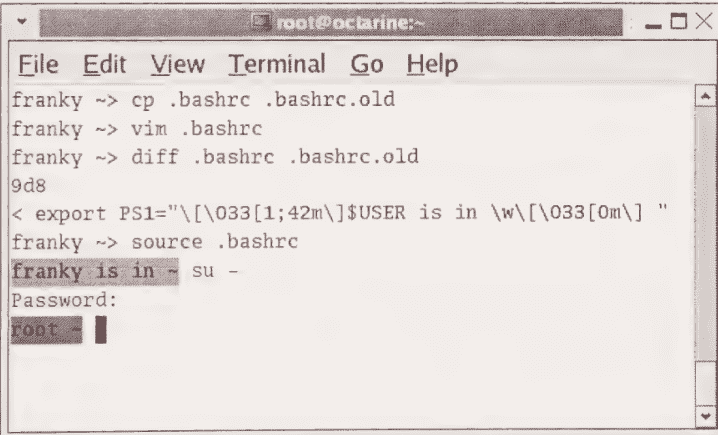 root@octarine:~
File Edit View Terminal Go Help
franky ~> cp .bashrc .bashrc.old
franky ~> vim .bashrc
franky ~> diff .bashrc .bashrc.old
9d8
< export PS1="\[\033[1;42m\]$USER is in \w\[\033[0m\] "
franky ~> source .bashrc
franky is in ~ su -
Password:
root ~